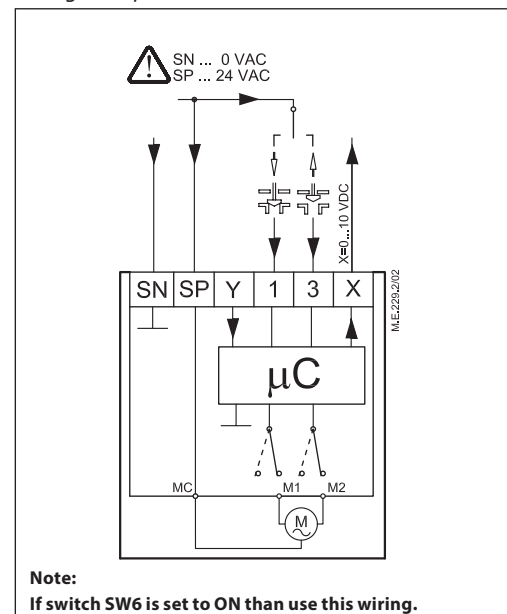 SN ... 0 VAC
SP ... 24 VAC
X=0...10 VDC
SN SP Y 1 3 X
M.E.229.2/02
µC
MC M1 M2
M
Note:
If switch SW6 is set to ON than use this wiring.